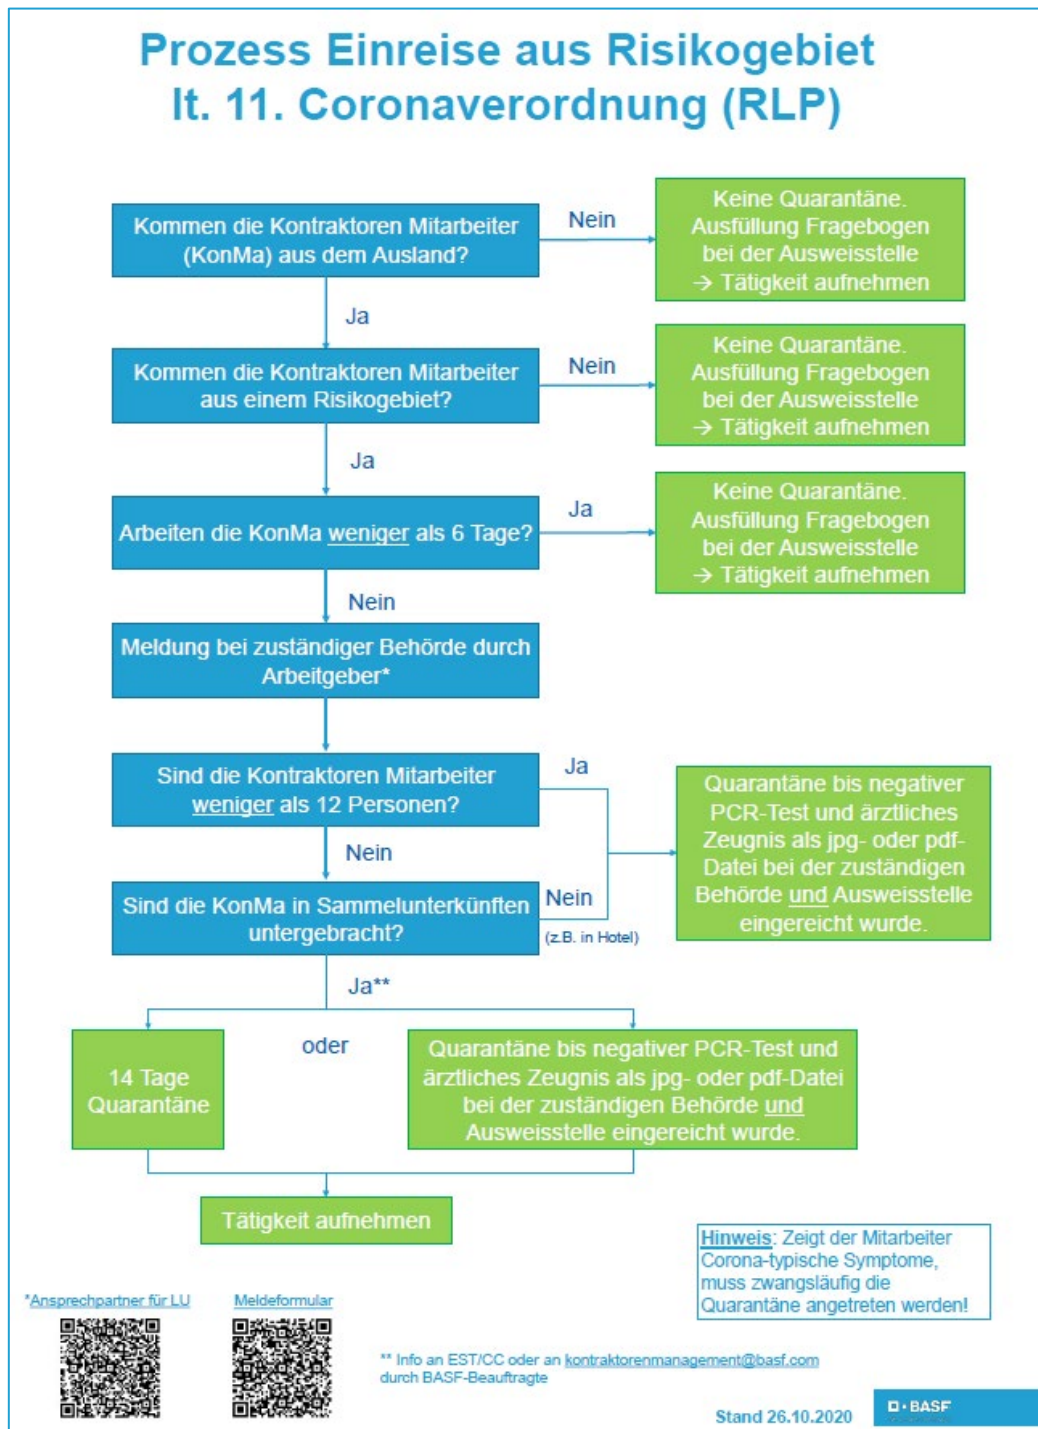 Prozess Einreise aus Risikogebiet
lt. 11. Coronaverordnung (RLP)
Kommen die Kontraktoren Mitarbeiter
(KonMa) aus dem Ausland?
Nein
Keine Quarantäne.
Ausfüllung Fragebogen
bei der Ausweisstelle
→ Tätigkeit aufnehmen
Ja
Kommen die Kontraktoren Mitarbeiter
aus einem Risikogebiet?
Nein
Keine Quarantäne.
Ausfüllung Fragebogen
bei der Ausweisstelle
→ Tätigkeit aufnehmen
Ja
Arbeiten die KonMa weniger als 6 Tage?
Ja
Keine Quarantäne.
Ausfüllung Fragebogen
bei der Ausweisstelle
→ Tätigkeit aufnehmen
Nein
Meldung bei zuständiger Behörde durch
Arbeitgeber*
Sind die Kontraktoren Mitarbeiter
weniger als 12 Personen?
Ja
Quarantäne bis negativer
PCR-Test und ärztliches
Zeugnis als jpg- oder pdf-
Datei bei der zuständigen
Behörde und Ausweisstelle
eingereicht wurde.
Nein
Sind die KonMa in Sammelunterkünften
untergebracht?
Nein
(z.B. in Hotel)
Ja**
14 Tage
Quarantäne
oder
Quarantäne bis negativer PCR-Test und
ärztliches Zeugnis als jpg- oder pdf-Datei
bei der zuständigen Behörde und
Ausweisstelle eingereicht wurde.
Tätigkeit aufnehmen
Hinweis: Zeigt der Mitarbeiter
Corona-typische Symptome,
muss zwangsläufig die
Quarantäne angetreten werden!
*Ansprechpartner für LU
Meldeformular
** Info an EST/CC oder an kontraktorenmanagement@basf.com
durch BASF-Beauftragte
Stand 26.10.2020
BASF